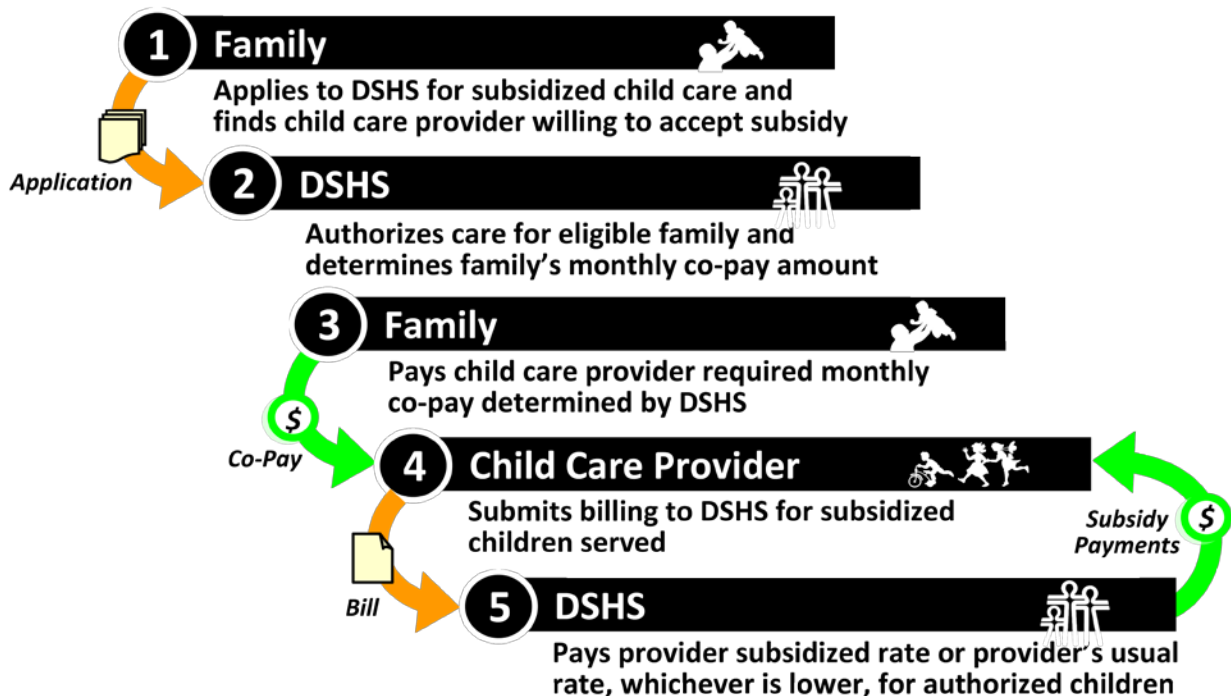 1 Family
Applies to DSHS for subsidized child care and
finds child care provider willing to accept subsidy
Application
2 DSHS
Authorizes care for eligible family and
determines family's monthly co-pay amount
3 Family
Pays child care provider required monthly
co-pay determined by DSHS
$
Co-Pay
4 Child Care Provider
Submits billing to DSHS for subsidized
children served
Bill
$
Subsidy
Payments
5 DSHS
Pays provider subsidized rate or provider's usual
rate, whichever is lower, for authorized children